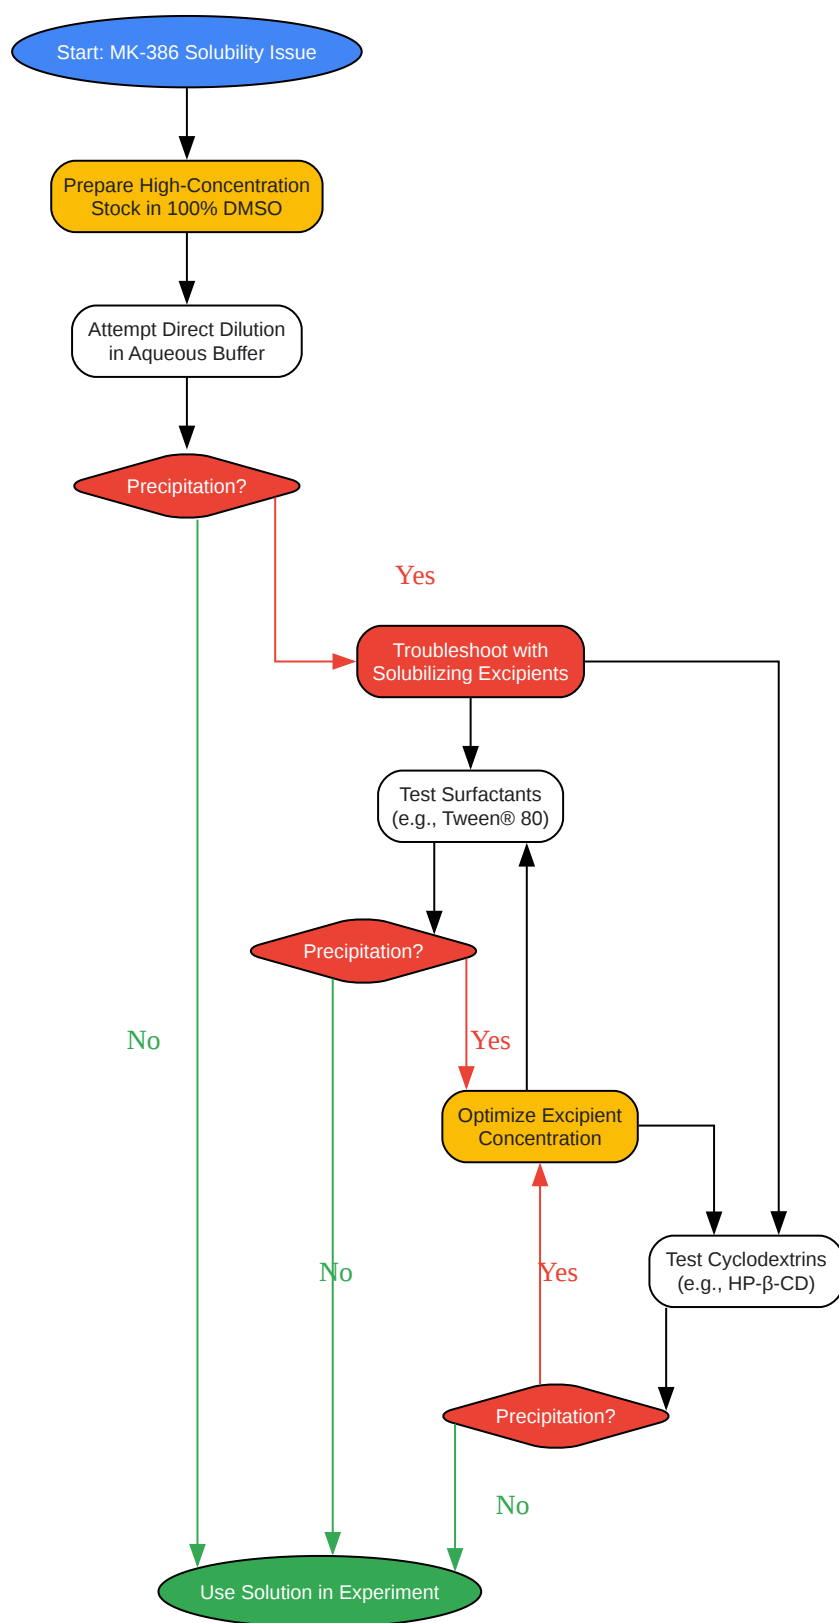 Start: MK-386 Solubility Issue
Prepare High-Concentration
Stock in 100% DMSO
Attempt Direct Dilution
in Aqueous Buffer
Precipitation?
Yes
Troubleshoot with
Solubilizing Excipients
Test Surfactants
(e.g., Tween® 80)
Precipitation?
No
Yes
Optimize Excipient
Concentration
Test Cyclodextrins
(e.g., HP-β-CD)
No
Yes
Precipitation?
No
Use Solution in Experiment